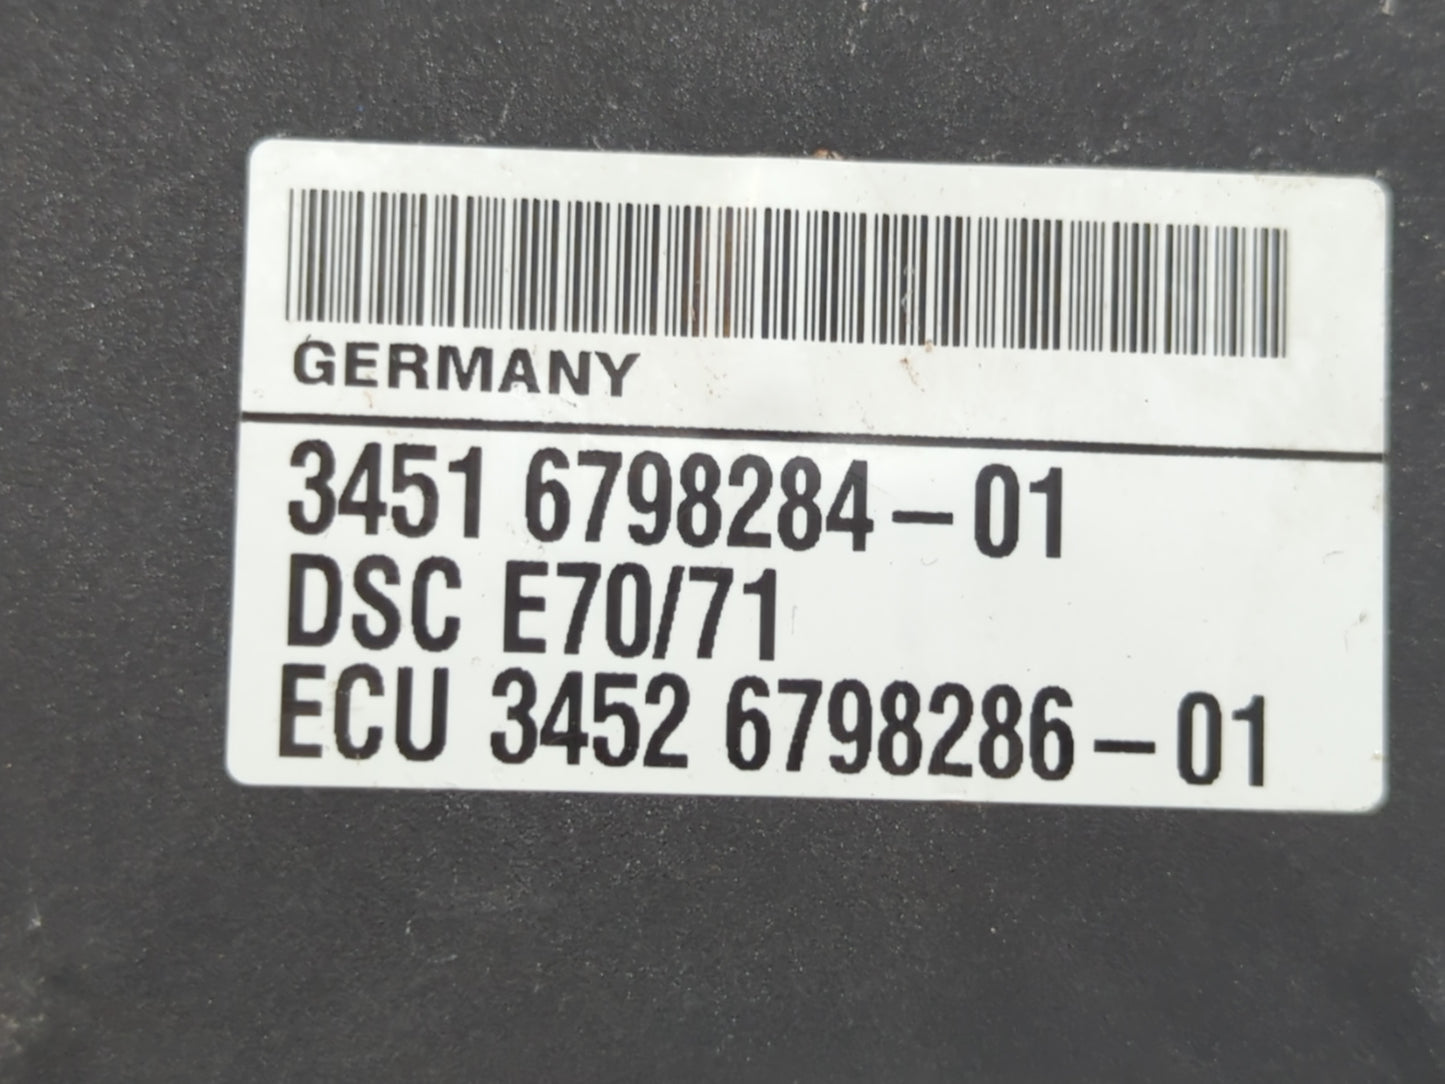 GERMANY
3451 6798284-01
DSC E70/71
ECU 3452 6798286-01